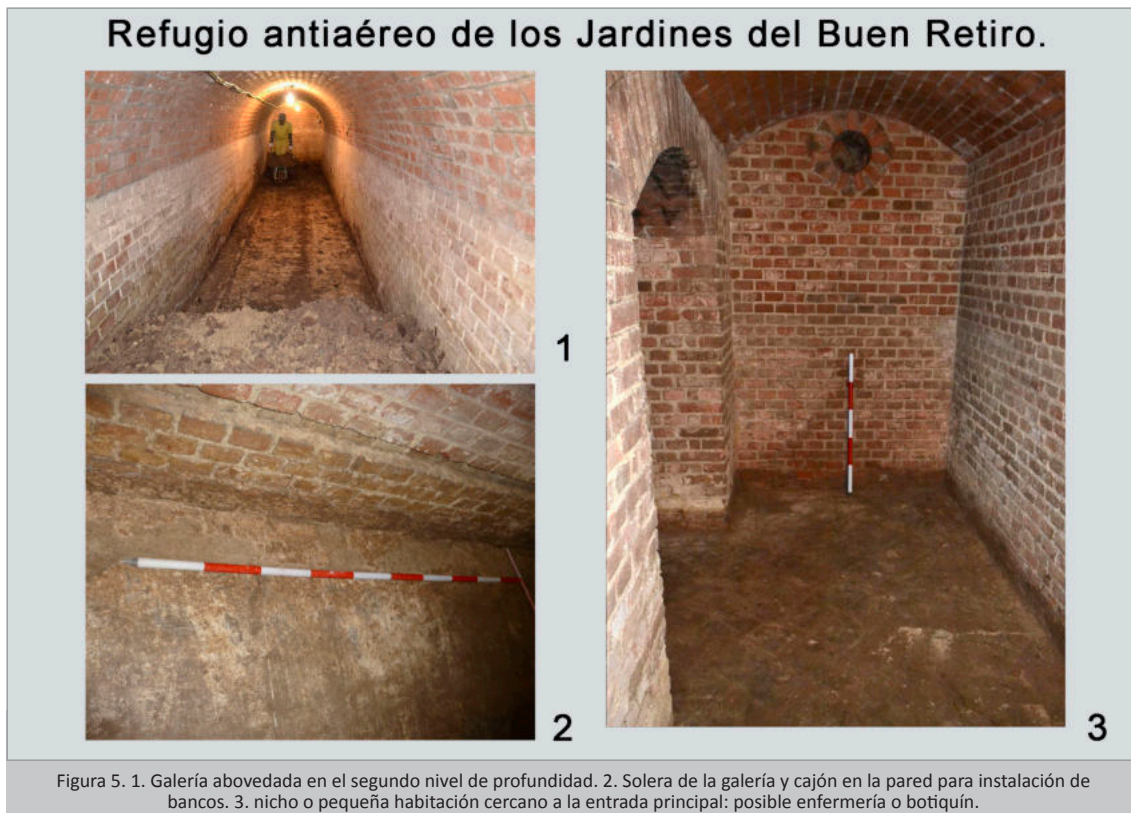 Refugio antiaéreo de los Jardines del Buen Retiro.
1
2
3
Figura 5. 1. Galería abovedada en el segundo nivel de profundidad. 2. Solera de la galería y cajón en la pared para instalación de
bancos. 3. nicho o pequeña habitación cercano a la entrada principal: posible enfermería o botiquín.